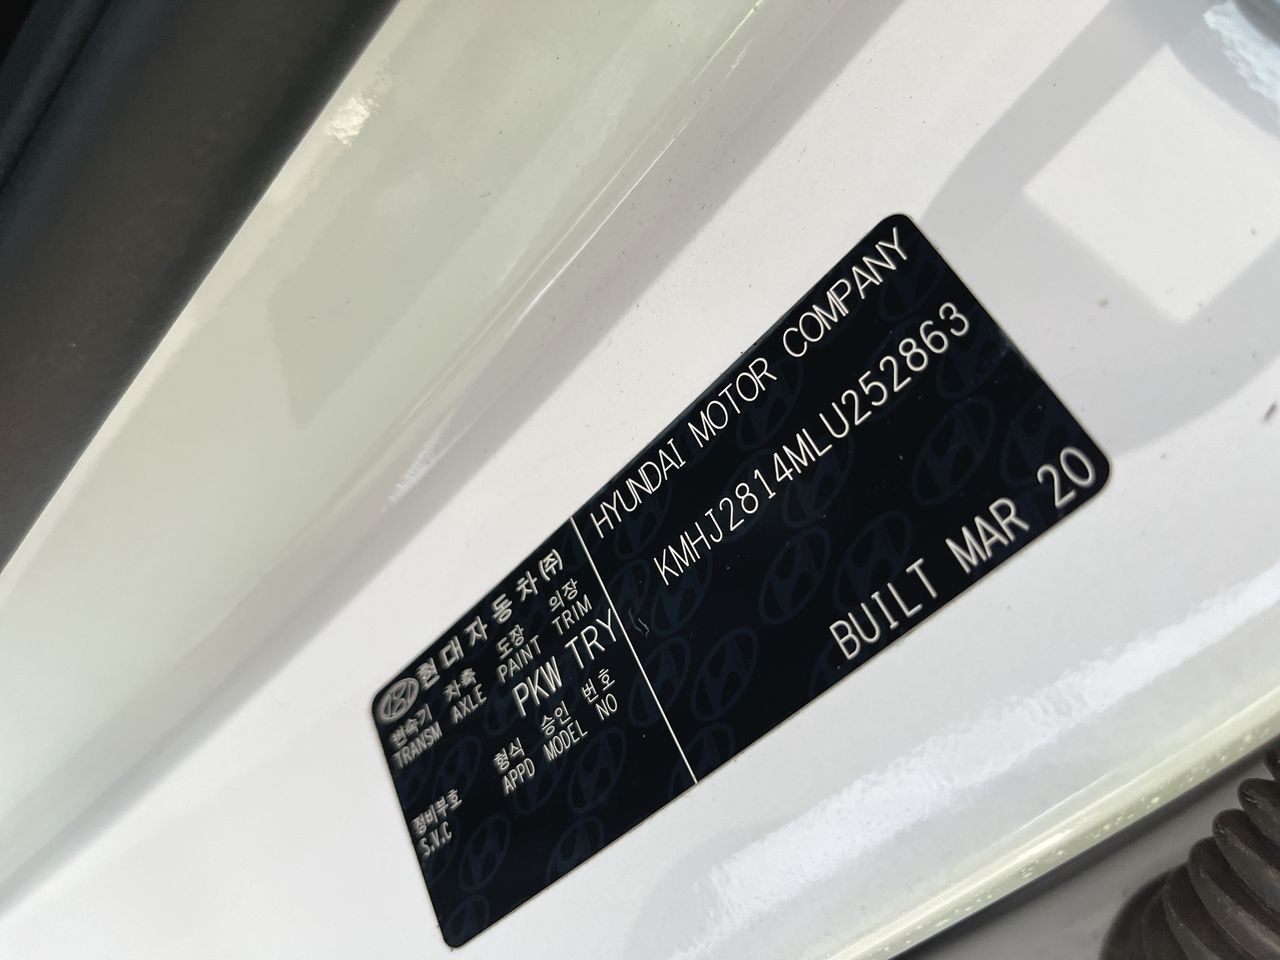 현대자동차(주)
변속기 차축 도장 의장
TRANSM AXLE PAINT TRIM
PKW TRY
형식 승인 번호
APPD MODEL NO
정비부호
S.V.C
HYUNDAI MOTOR COMPANY
KMHJ2814MLU252863
BUILT MAR 20